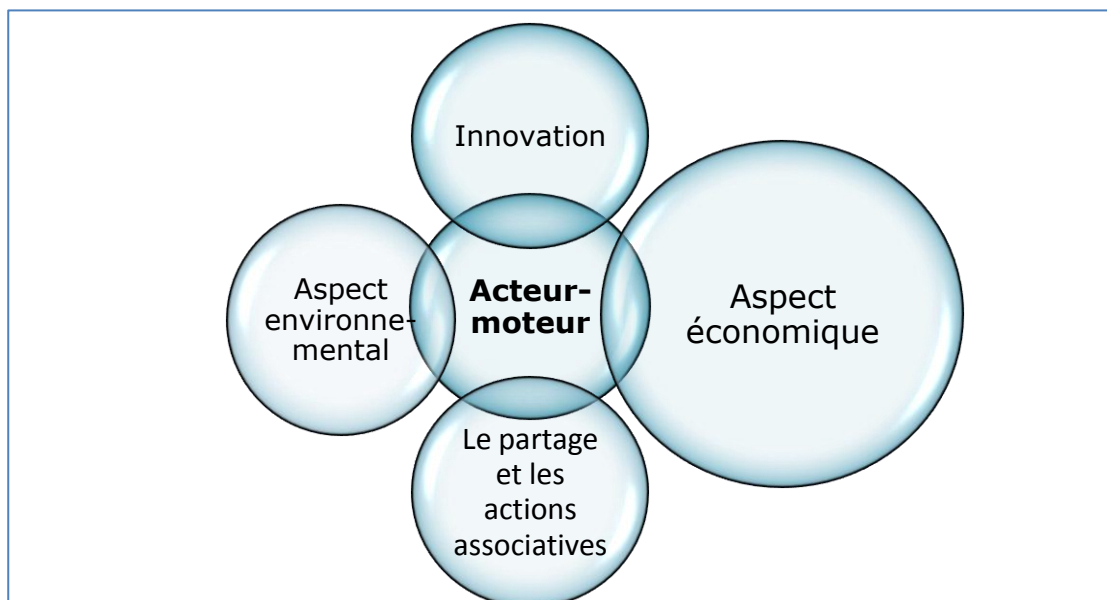 Innovation
Aspect
environne-
mental
Acteur-
moteur
Aspect
économique
Le partage
et les
actions
associatives